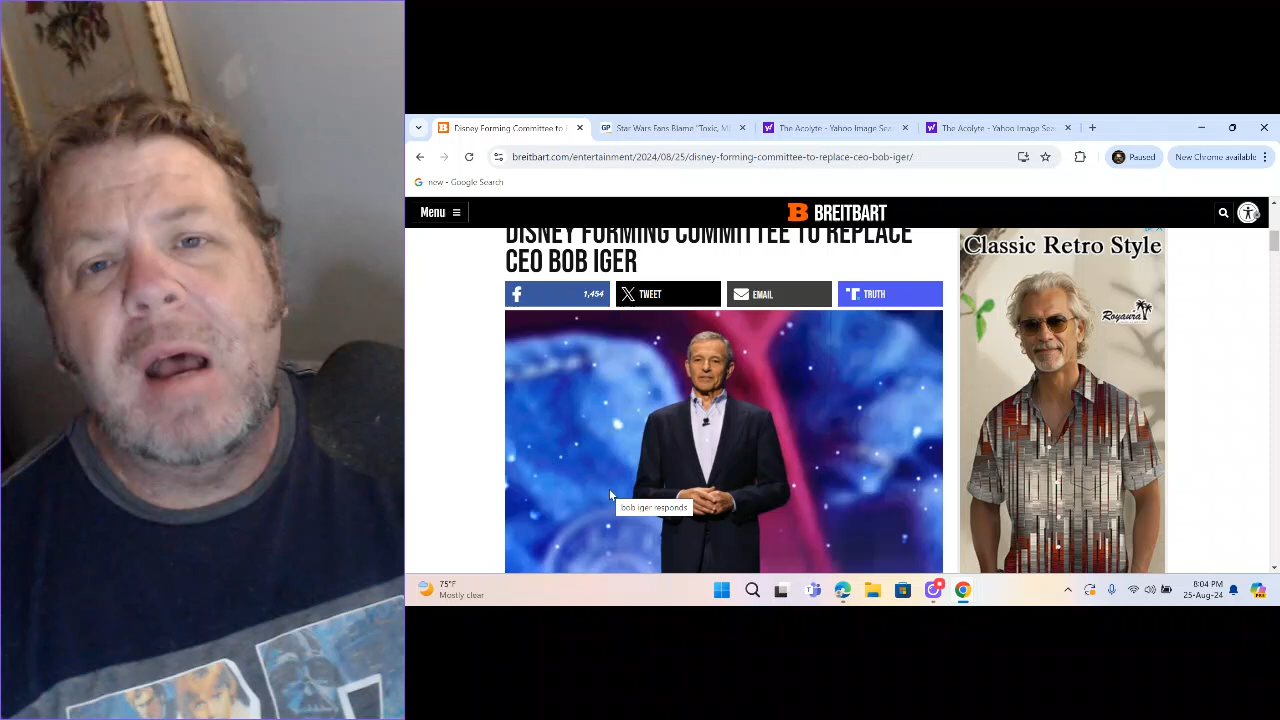 Disney Forming Committee to
Star Wars Fans Blame "Toxic, M
The Acolyte - Yahoo Image Sea
The Acolyte - Yahoo Image Sea
breitbart.com/entertainment/2024/08/25/disney-forming-committee-to-replace-ceo-bob-iger/
Paused
New Chrome available
new - Google Search
Menu
BREITBART
DISNEY FORMING COMMITTEE TO REPLACE
CEO BOB IGER
1,454
TWEET
EMAIL
TRUTH
Classic Retro Style
Royaura
bob iger responds
75°F
Mostly clear
8:04 PM
25-Aug-24